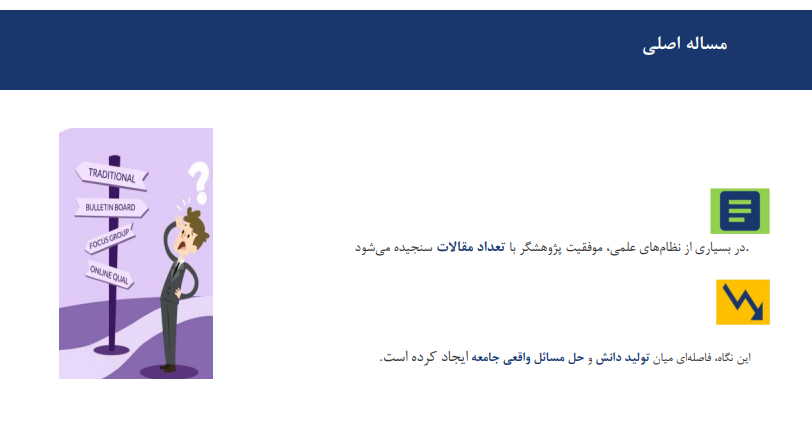 مساله اصلی
TRADITIONAL
BULLETIN BOARD
FOCUS GROUP
ONLINE QUAL
?
در بسیاری از نظام‌های علمی، موفقیت پژوهشگر با تعداد مقالات سنجیده می‌شود.
این نگاه، فاصله‌ای میان تولید دانش و حل مسائل واقعی جامعه ایجاد کرده است.